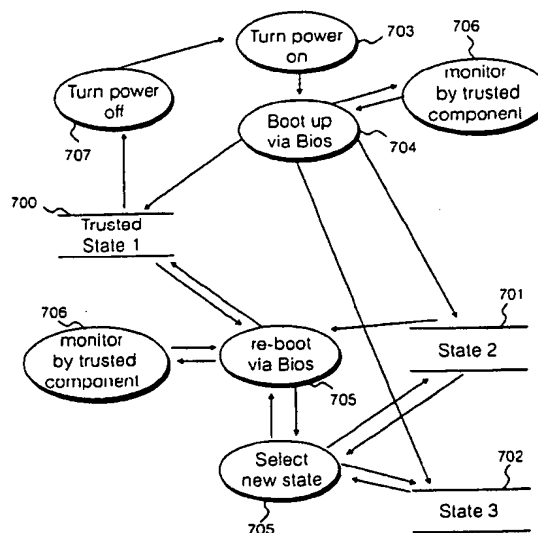 Turn power
on
703
706
monitor
by trusted
component
Turn power
off
707
Boot up
via Bios
704
700
Trusted
State 1
701
State 2
706
monitor
by trusted
component
re-boot
via Bios
705
Select
new state
705
702
State 3